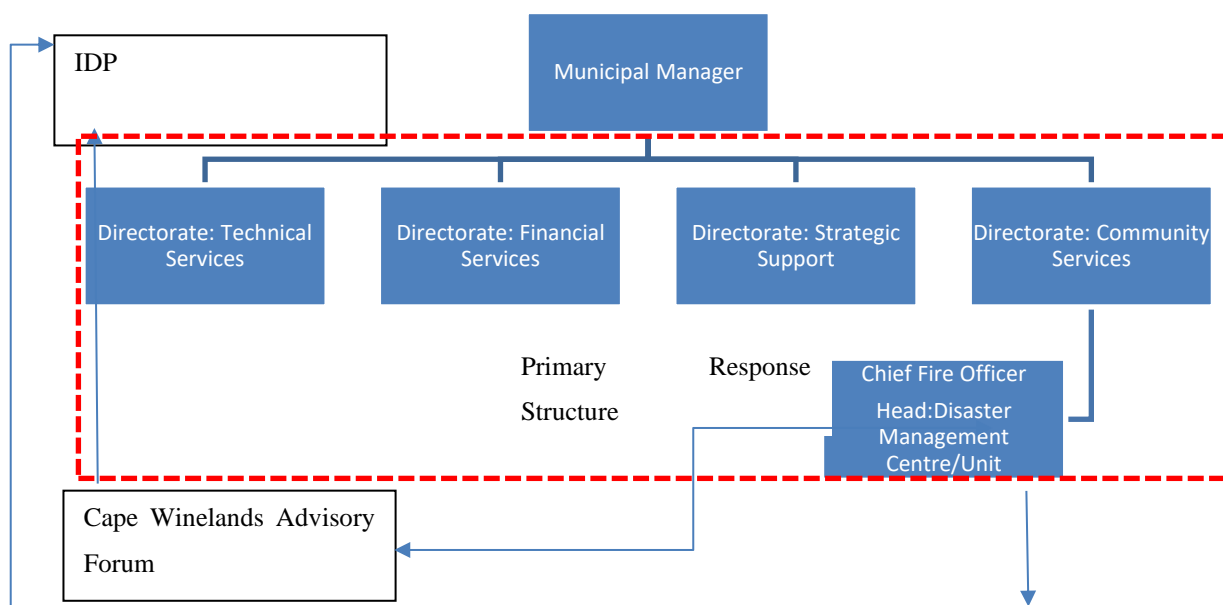 IDP
Municipal Manager
Directorate: Technical
Services
Directorate: Financial
Services
Directorate: Strategic
Support
Directorate: Community
Services
Primary Response
Structure
Chief Fire Officer
Head:Disaster
Management
Centre/Unit
Cape Winelands Advisory
Forum